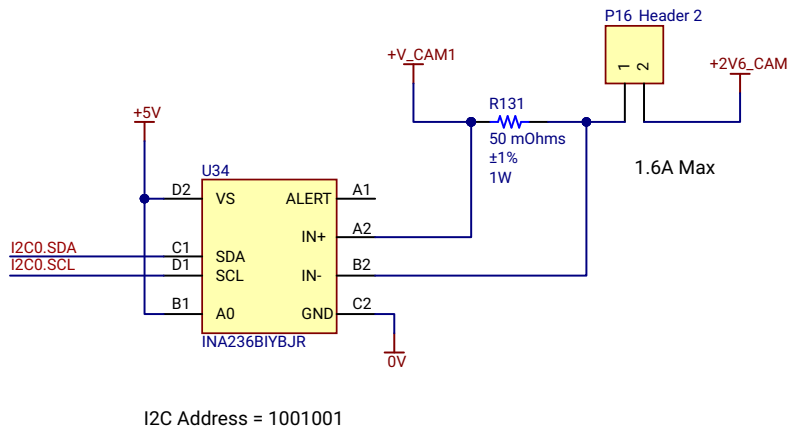 P16 Header 2
+V_CAM1
+2V6_CAM
1
2
R131
50 mOhms
±1%
1W
1.6A Max
+5V
U34
D2 VS ALERT A1
IN+ A2
I2C0.SDA C1 SDA
I2C0.SCL D1 SCL IN- B2
B1 A0 GND C2
INA236BIYBJR
0V
I2C Address = 1001001